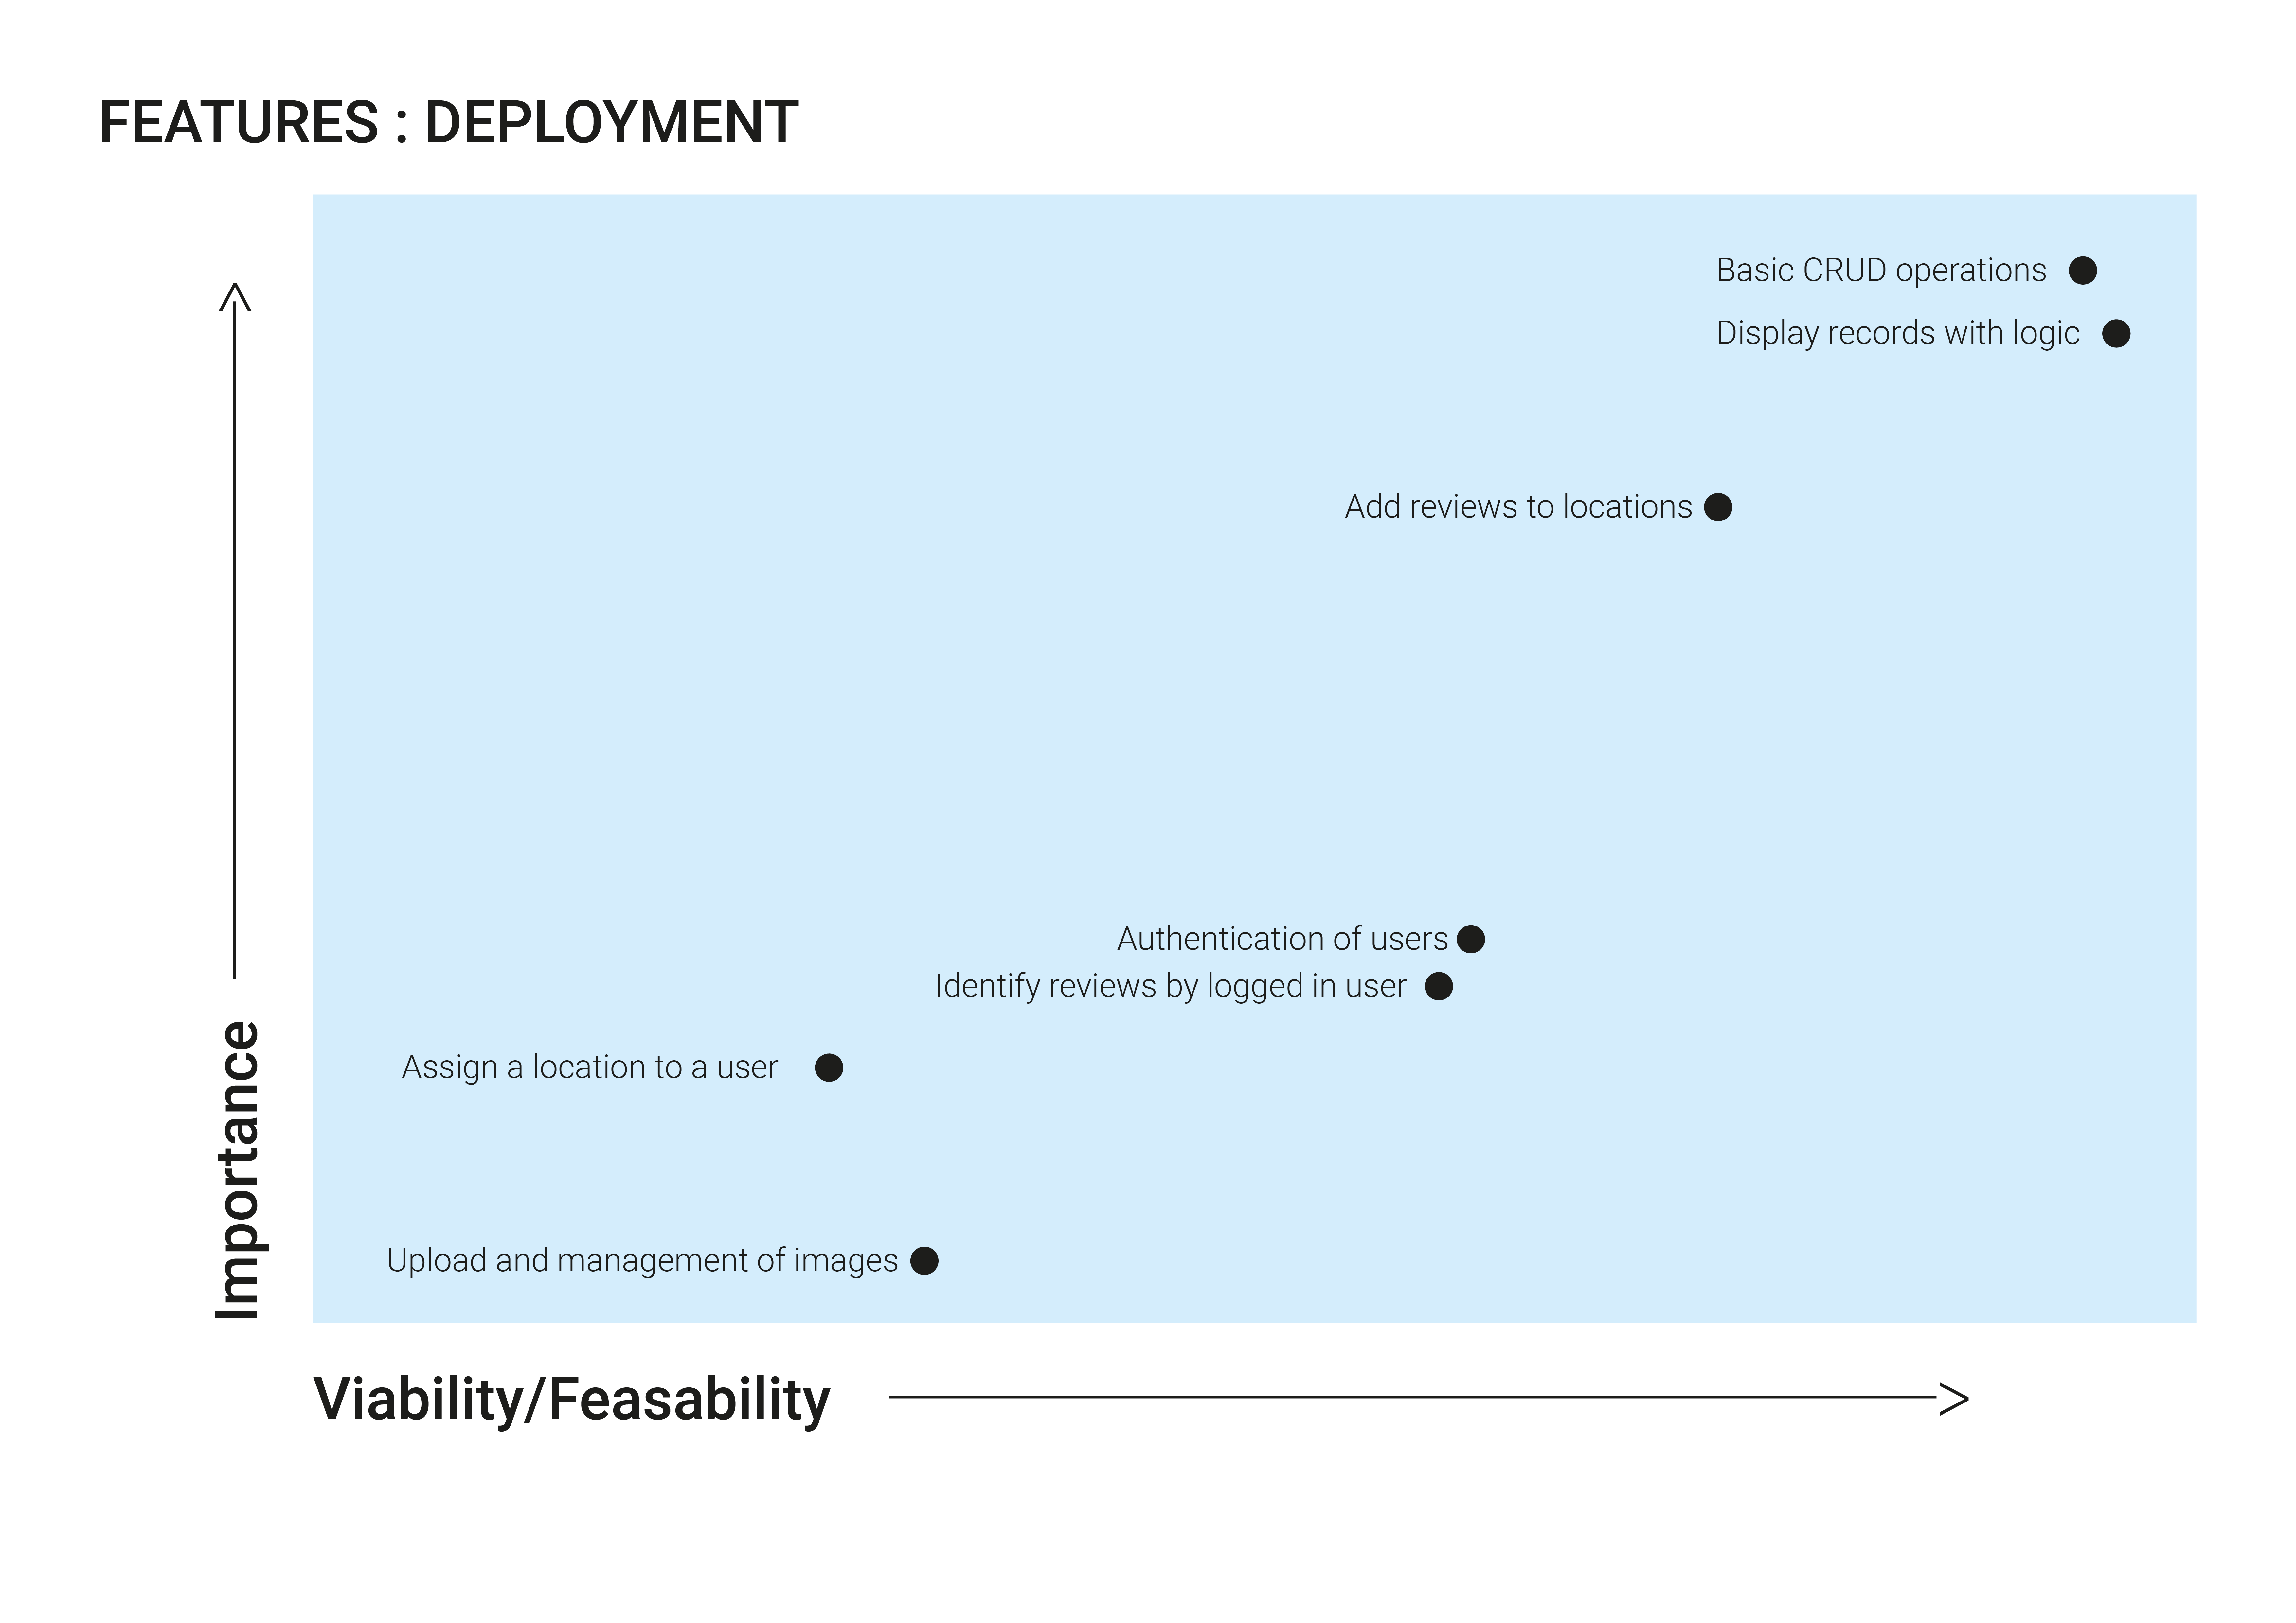 FEATURES : DEPLOYMENT
Basic CRUD operations
Display records with logic
Add reviews to locations
Authentication of users
Identify reviews by logged in user
Assign a location to a user
Upload and management of images
Importance
Viability/Feasability